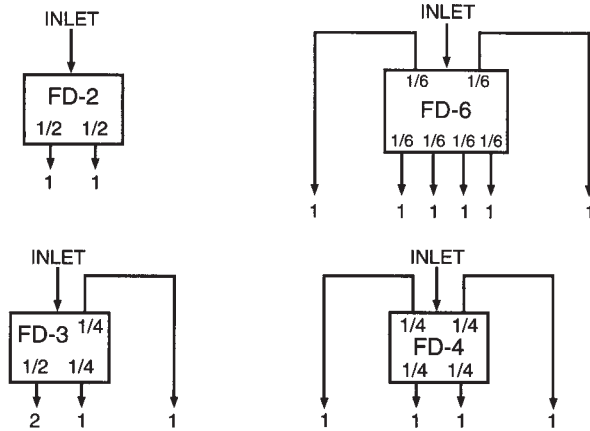 INLET
FD-2
1/2 1/2
1 1
INLET
1/6 1/6
FD-6
1/6 1/6 1/6 1/6
1 1 1 1 1 1
INLET
1/4
FD-3
1/2 1/4
2 1 1
INLET
1/4 1/4
FD-4
1/4 1/4
1 1 1 1